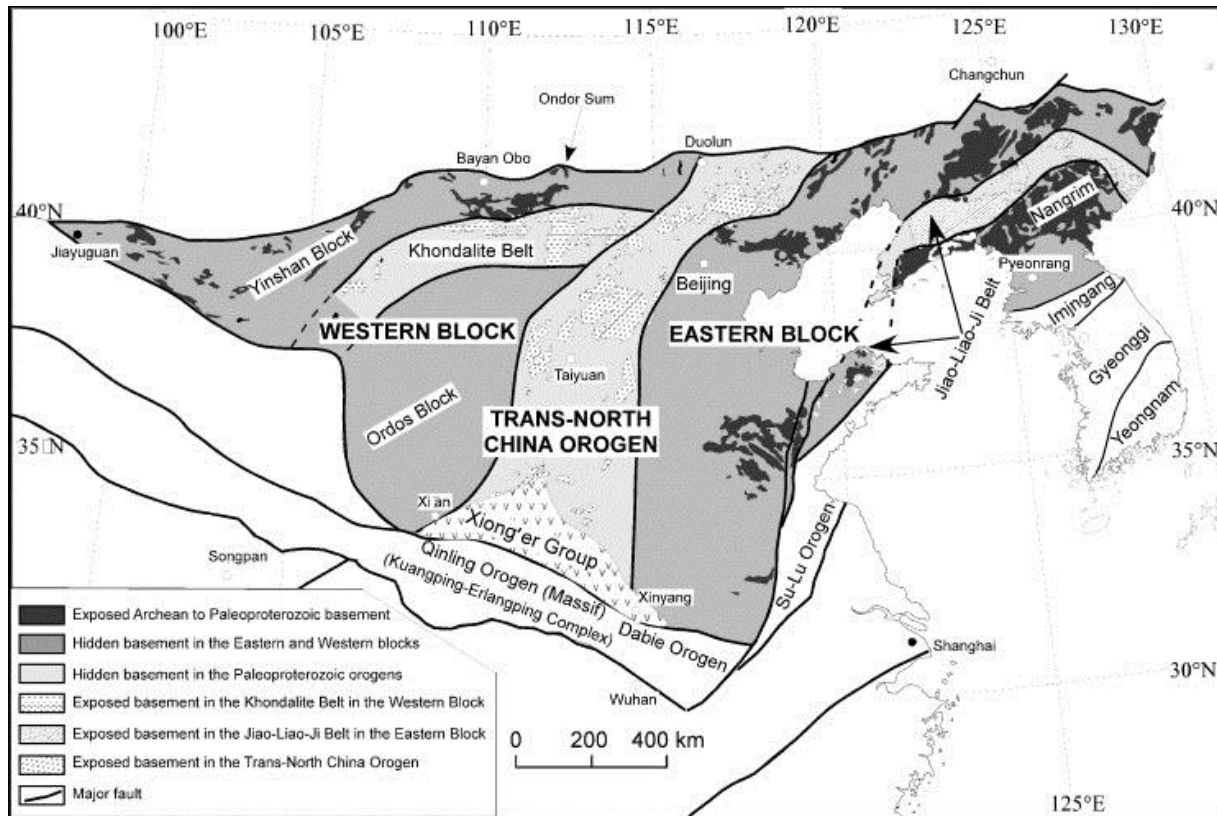 100°E
105°E
110°E
115°E
120°E
125°E
130°E
Changchun
Ondor Sum
Duolun
Bayan Obo
40°N
40°N
Jiayuguan
Yinshan Block
Khondalite Belt
Nangrim
Pyeonrang
Beijing
Imjngang
WESTERN BLOCK
EASTERN BLOCK
Jiao-Liao-Ji Belt
Gyeonggi
Taiyuan
Ordos Block
TRANS-NORTH
CHINA OROGEN
Yeongnam
35□N
35°N
Xi an
Xiong'er Group
Songpan
Qinling Orogen (Massif)
(Kuangping-Erlangping Complex)
Xinyang
Dabie Orogen
Su-Lu Orogen
Shanghai
30°N
Wuhan
0 200 400 km
125°E
Exposed Archean to Paleoproterozoic basement
Hidden basement in the Eastern and Western blocks
Hidden basement in the Paleoproterozoic orogens
Exposed basement in the Khondalite Belt in the Western Block
Exposed basement in the Jiao-Liao-Ji Belt in the Eastern Block
Exposed basement in the Trans-North China Orogen
Major fault